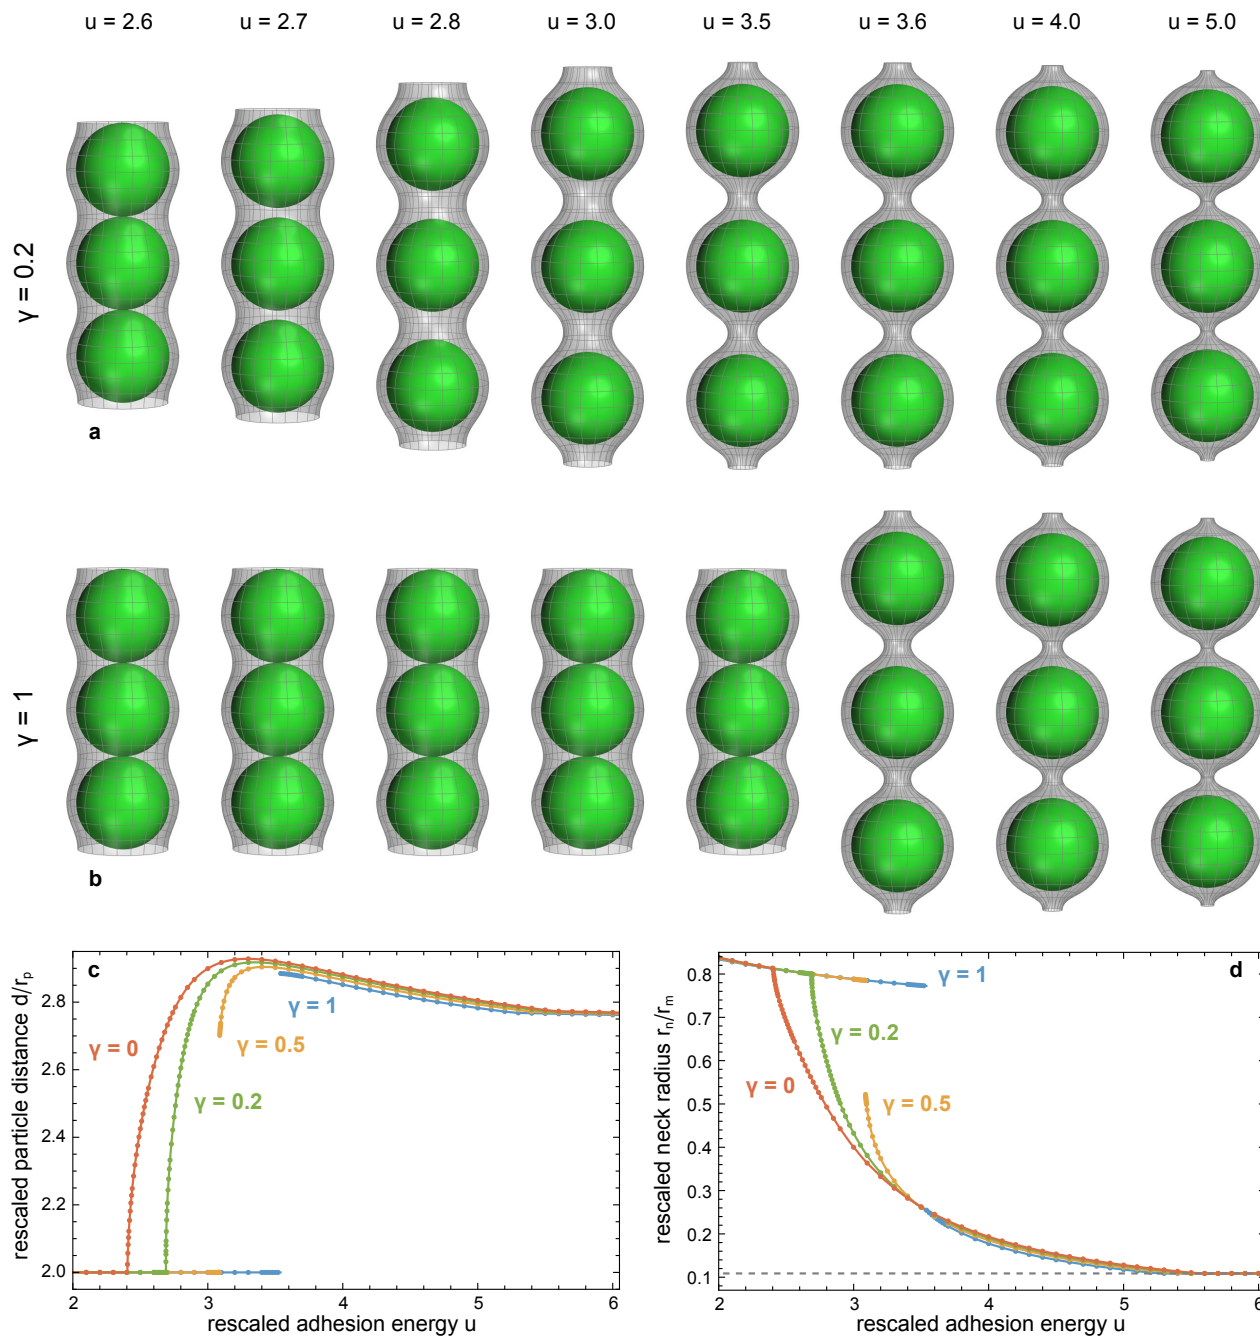 u = 2.6 u = 2.7 u = 2.8 u = 3.0 u = 3.5 u = 3.6 u = 4.0 u = 5.0
γ = 0.2
a
γ = 1
b
c
rescaled particle distance d/rₚ
2.8
2.6
2.4
2.2
2.0
γ = 0
γ = 0.2
γ = 0.5
γ = 1
2 3 4 5 6
rescaled adhesion energy u
d
rescaled neck radius rₙ/rₘ
0.8
0.7
0.6
0.5
0.4
0.3
0.2
0.1
γ = 1
γ = 0.2
γ = 0
γ = 0.5
2 3 4 5 6
rescaled adhesion energy u